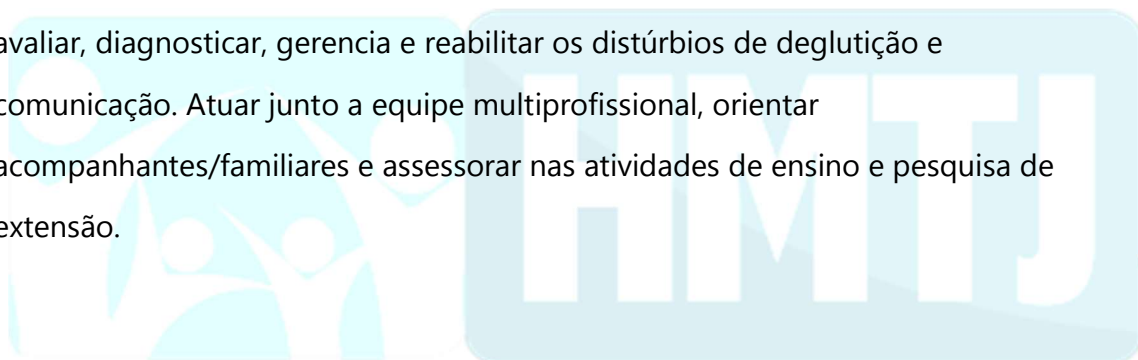 avaliar, diagnosticar, gerencia e reabilitar os distúrbios de deglutição e
comunicação. Atuar junto a equipe multiprofissional, orientar
acompanhantes/familiares e assessorar nas atividades de ensino e pesquisa de
extensão.
HMTJ